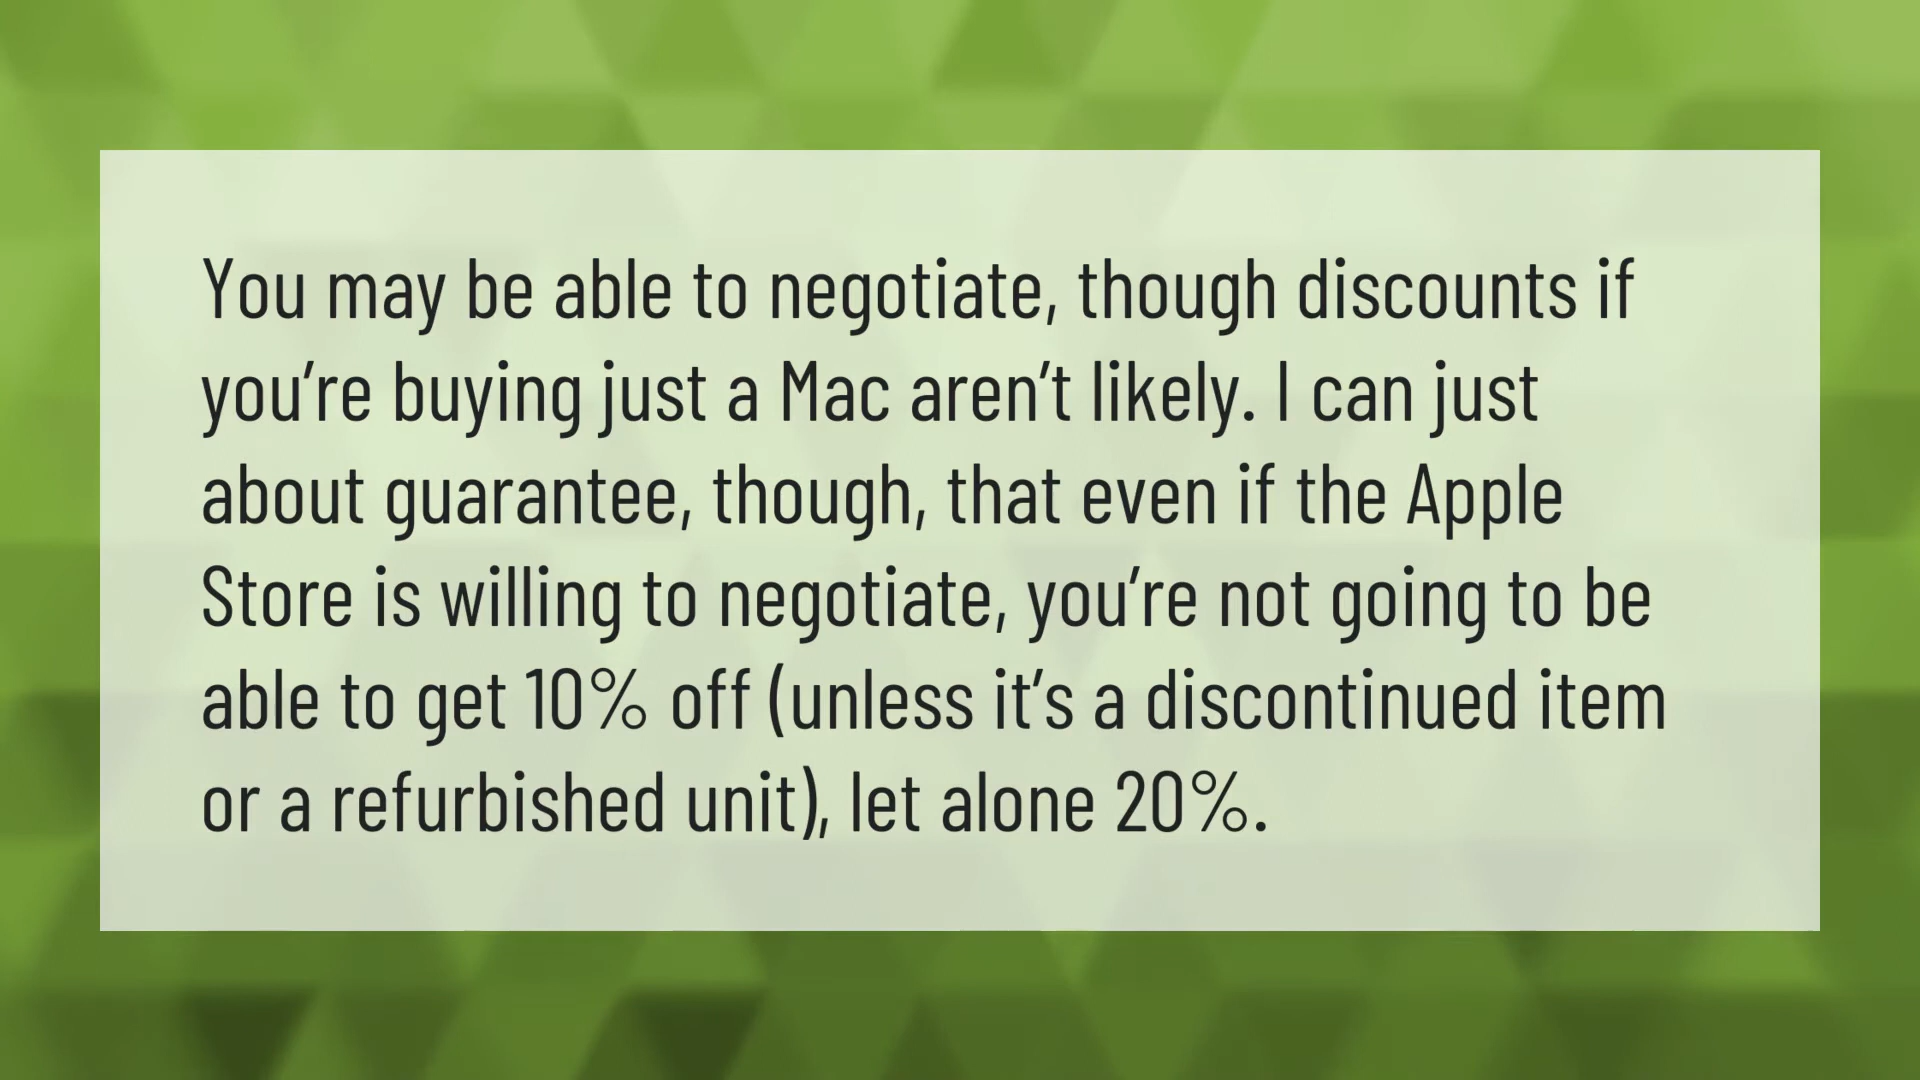 You may be able to negotiate, though discounts if
you’re buying just a Mac aren’t likely. I can just
about guarantee, though, that even if the Apple
Store is willing to negotiate, you’re not going to be
able to get 10% off (unless it’s a discontinued item
or a refurbished unit), let alone 20%.